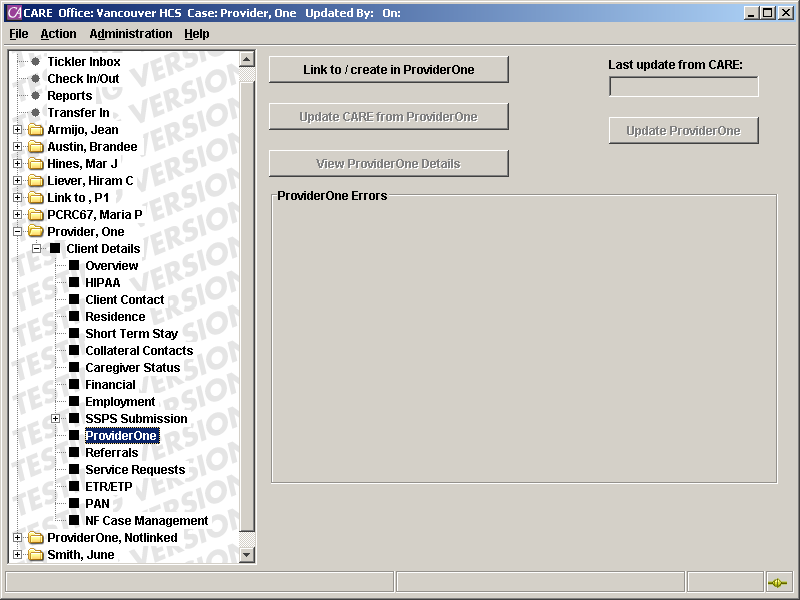 CARE Office: Vancouver HCS Case: Provider, One Updated By: On:
File Action Administration Help
Tickler Inbox
Check In/Out
Reports
Transfer In
Armijo, Jean
Austin, Brandee
Hines, Mar J
Liever, Hiram C
Link to , P1
PCRC67, Maria P
Provider, One
Client Details
Overview
HIPAA
Client Contact
Residence
Short Term Stay
Collateral Contacts
Caregiver Status
Financial
Employment
SSPS Submission
ProviderOne
Referrals
Service Requests
ETR/ETP
PAN
NF Case Management
ProviderOne, Notlinked
Smith, June
TESTING VERSION
Link to / create in ProviderOne
Update CARE from ProviderOne
View ProviderOne Details
Last update from CARE:
Update ProviderOne
ProviderOne Errors